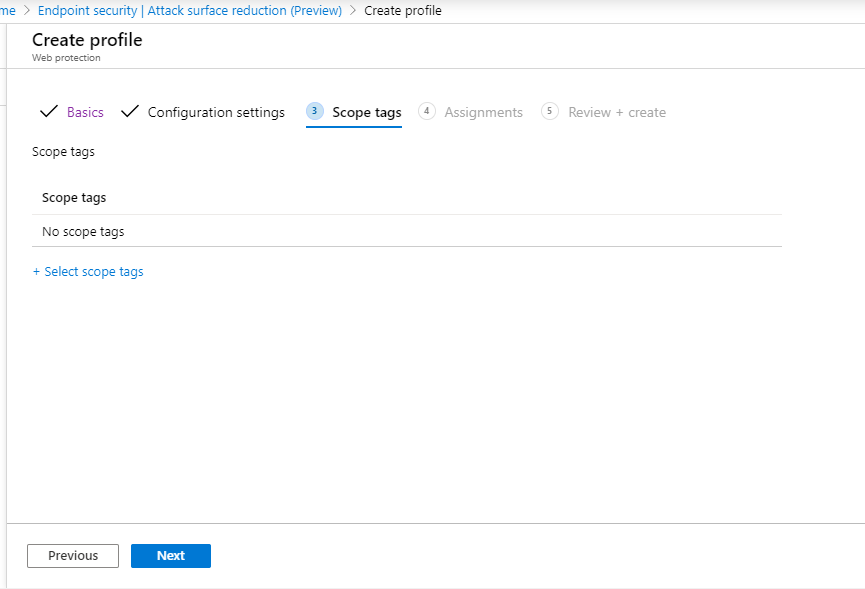 me > Endpoint security | Attack surface reduction (Preview) > Create profile
Create profile
Web protection
Basics Configuration settings 3 Scope tags 4 Assignments 5 Review + create
Scope tags
Scope tags
No scope tags
+ Select scope tags
Previous Next